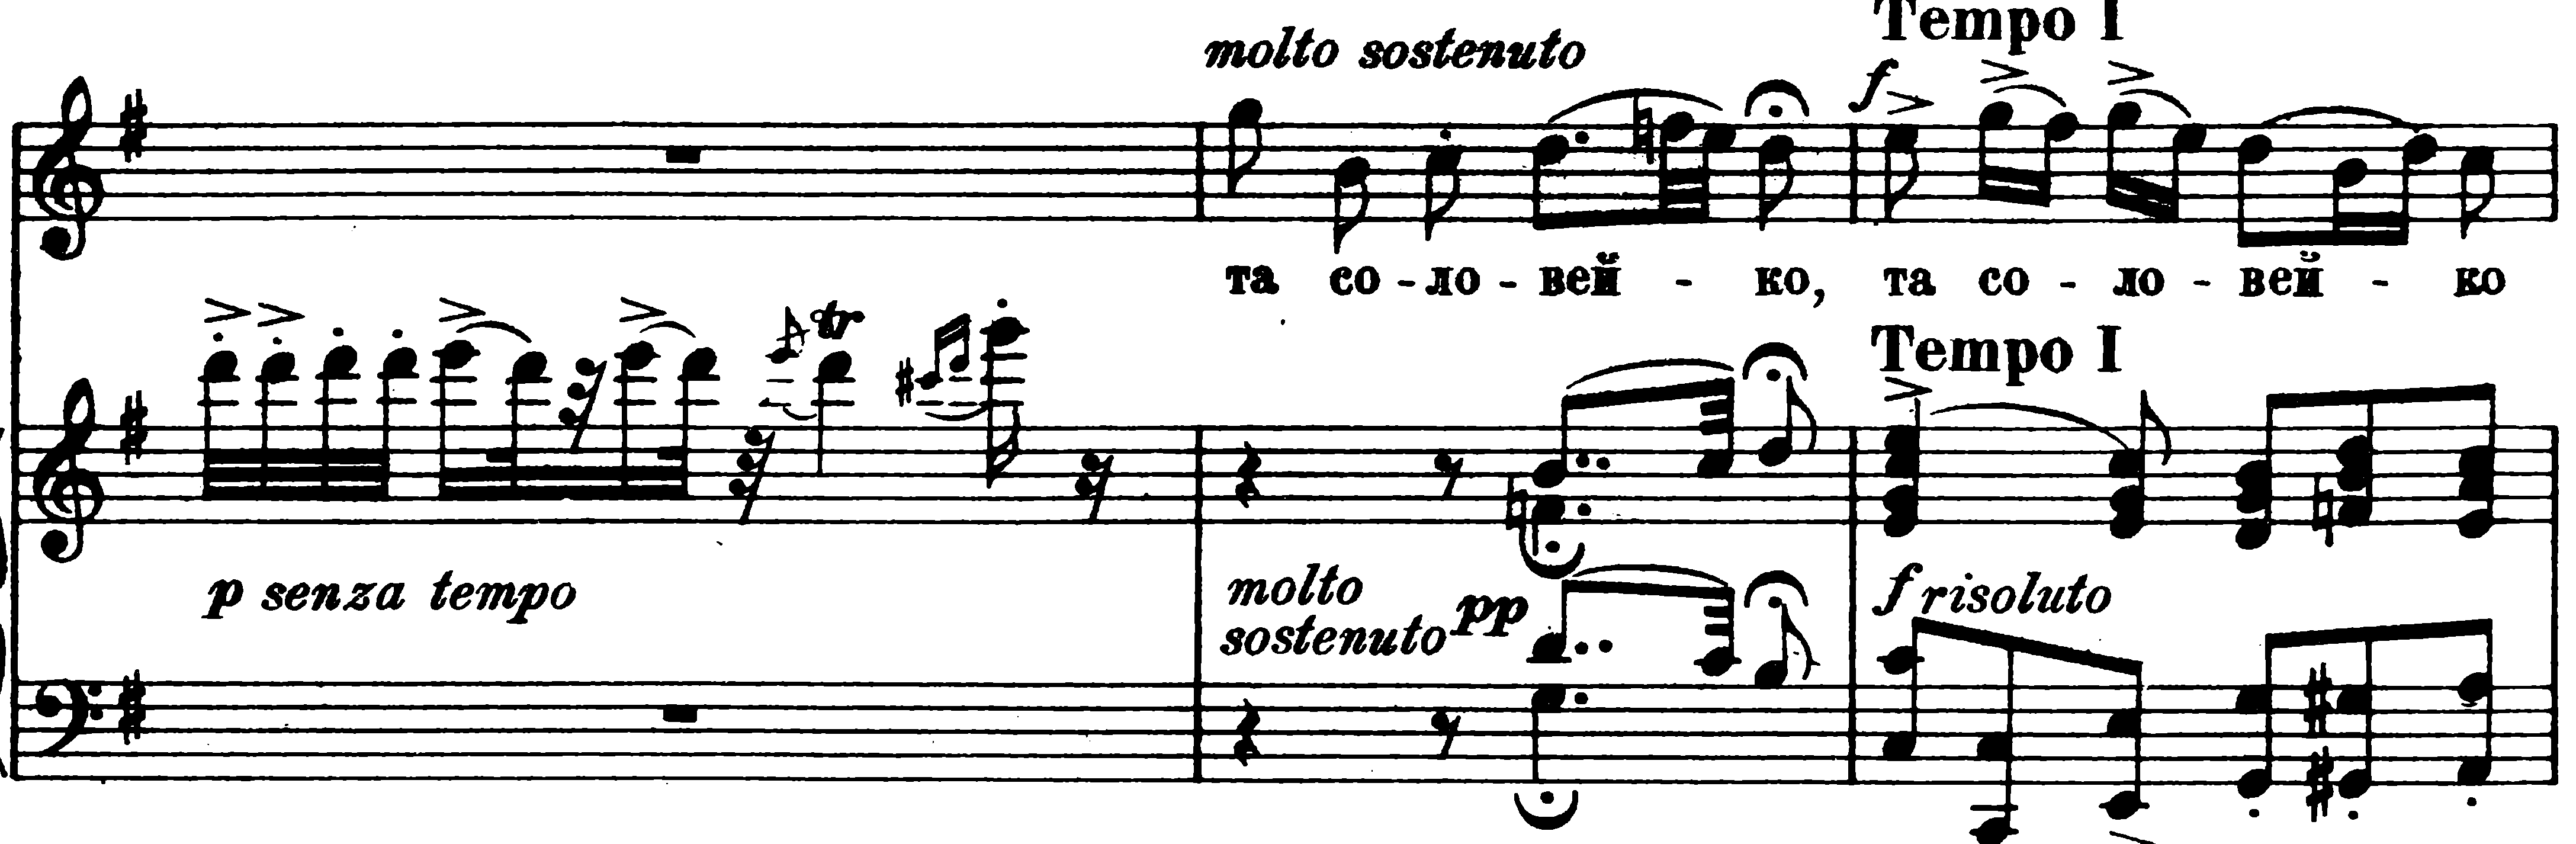 Tempo I
molto sostenuto
f
та со - ло - вей - ко, та со - ло - вей - ко
tr
Tempo I
p senza tempo
molto
sostenuto pp
f risoluto